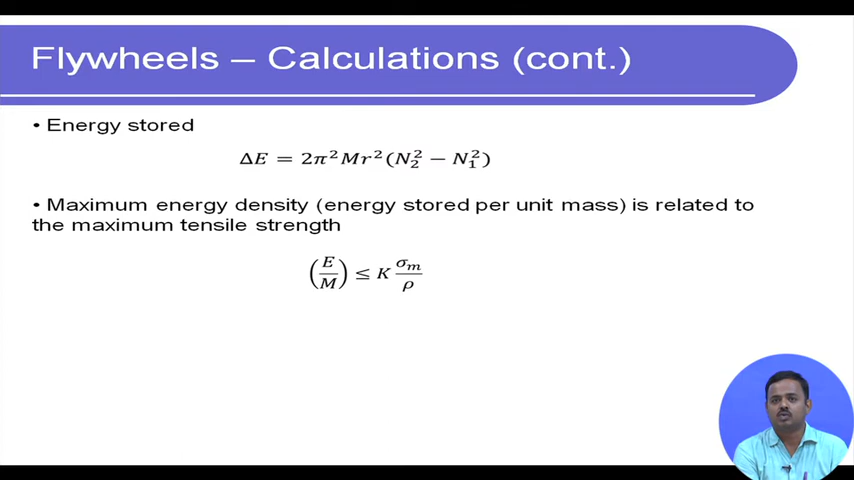 Flywheels – Calculations (cont.)
• Energy stored
ΔE = 2π²Mr²(N₂² − N₁²)
• Maximum energy density (energy stored per unit mass) is related to
the maximum tensile strength
(E/M) ≤ K σₘ/ρ